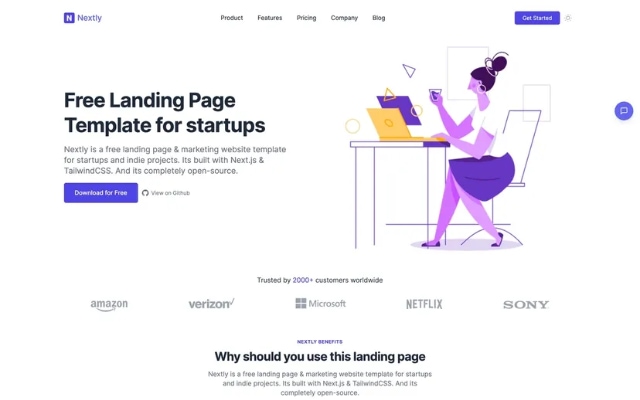 N Nextly
Product Features Pricing Company Blog
Get Started
Free Landing Page
Template for startups
Nextly is a free landing page & marketing website template
for startups and indie projects. Its built with Next.js &
TailwindCSS. And its completely open-source.
Download for Free
View on Github
Trusted by 2000+ customers worldwide
amazon
verizon
Microsoft
NETFLIX
SONY
NEXTLY BENEFITS
Why should you use this landing page
Nextly is a free landing page & marketing website template for startups
and indie projects. Its built with Next.js & TailwindCSS. And its
completely open-source.